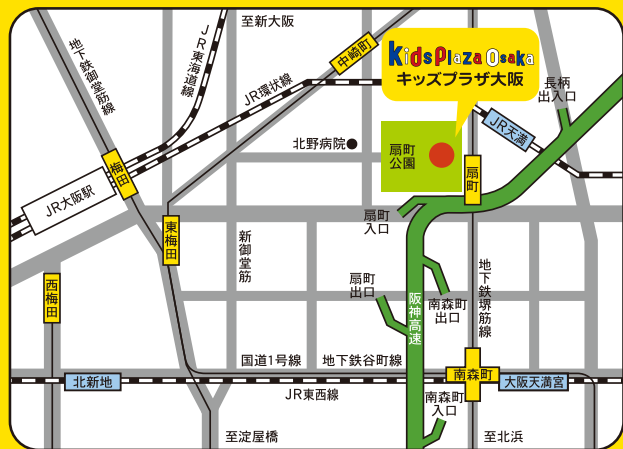 至新大阪
地下鉄御堂筋線
JR東海道線
中崎町
Kids Plaza Osaka
キッズプラザ大阪
JR環状線
長柄
出入口
JR天満
北野病院
扇町
公園
梅田
扇町
JR大阪駅
扇町
入口
東梅田
新御堂筋
西梅田
扇町
出口
阪神高速
南森町
出口
地下鉄堺筋線
国道1号線
地下鉄谷町線
北新地
南森町
大阪天満宮
JR東西線
南森町
入口
至淀屋橋
至北浜